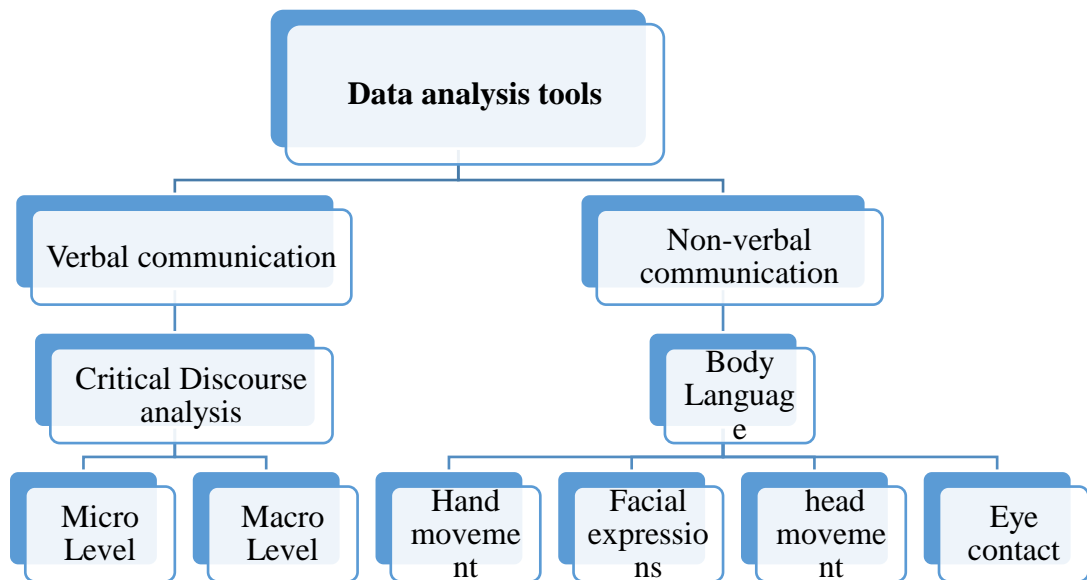 Data analysis tools
Verbal communication
Non-verbal
communication
Critical Discourse
analysis
Body
Languag
e
Micro
Level
Macro
Level
Hand
moveme
nt
Facial
expressio
ns
head
moveme
nt
Eye
contact